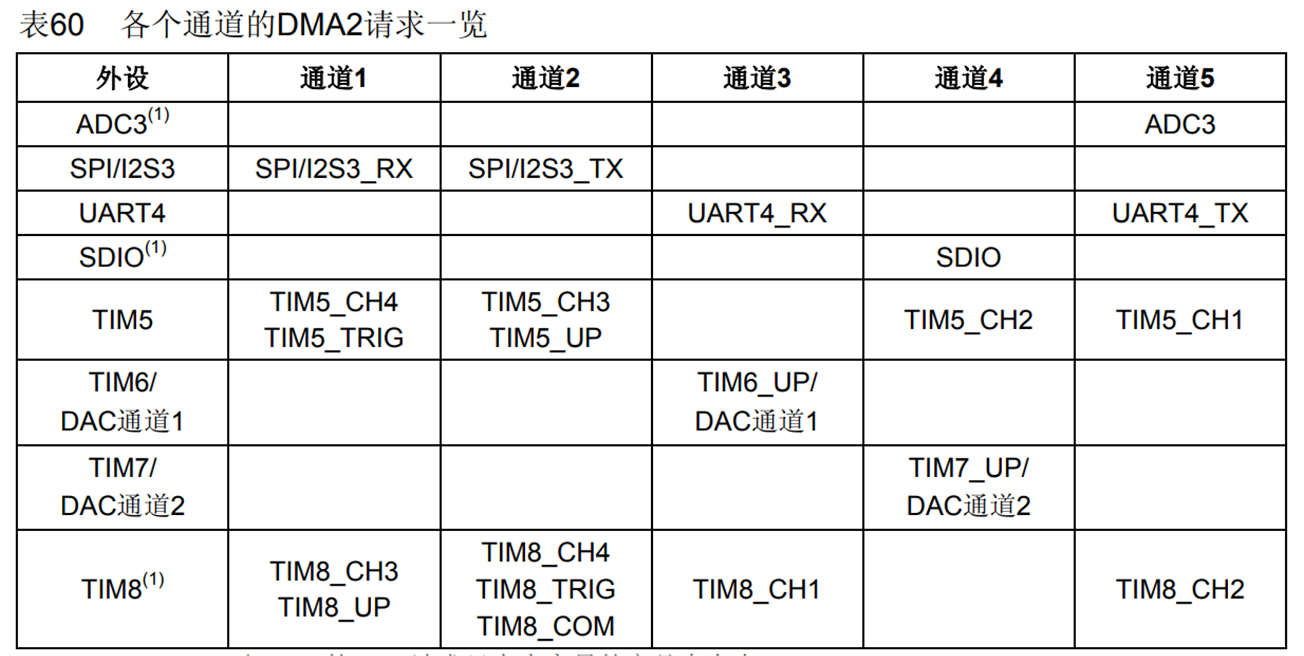 表60 各个通道的DMA2请求一览
外设 通道1 通道2 通道3 通道4 通道5
ADC3(1) ADC3
SPI/I2S3 SPI/I2S3_RX SPI/I2S3_TX
UART4 UART4_RX UART4_TX
SDIO(1) SDIO
TIM5 TIM5_CH4 TIM5_CH3 TIM5_CH2 TIM5_CH1
TIM5_TRIG TIM5_UP
TIM6/ TIM6_UP/
DAC通道1 DAC通道1
TIM7/ TIM7_UP/
DAC通道2 DAC通道2
TIM8(1) TIM8_CH3 TIM8_CH4 TIM8_CH1 TIM8_CH2
TIM8_UP TIM8_TRIG
TIM8_COM